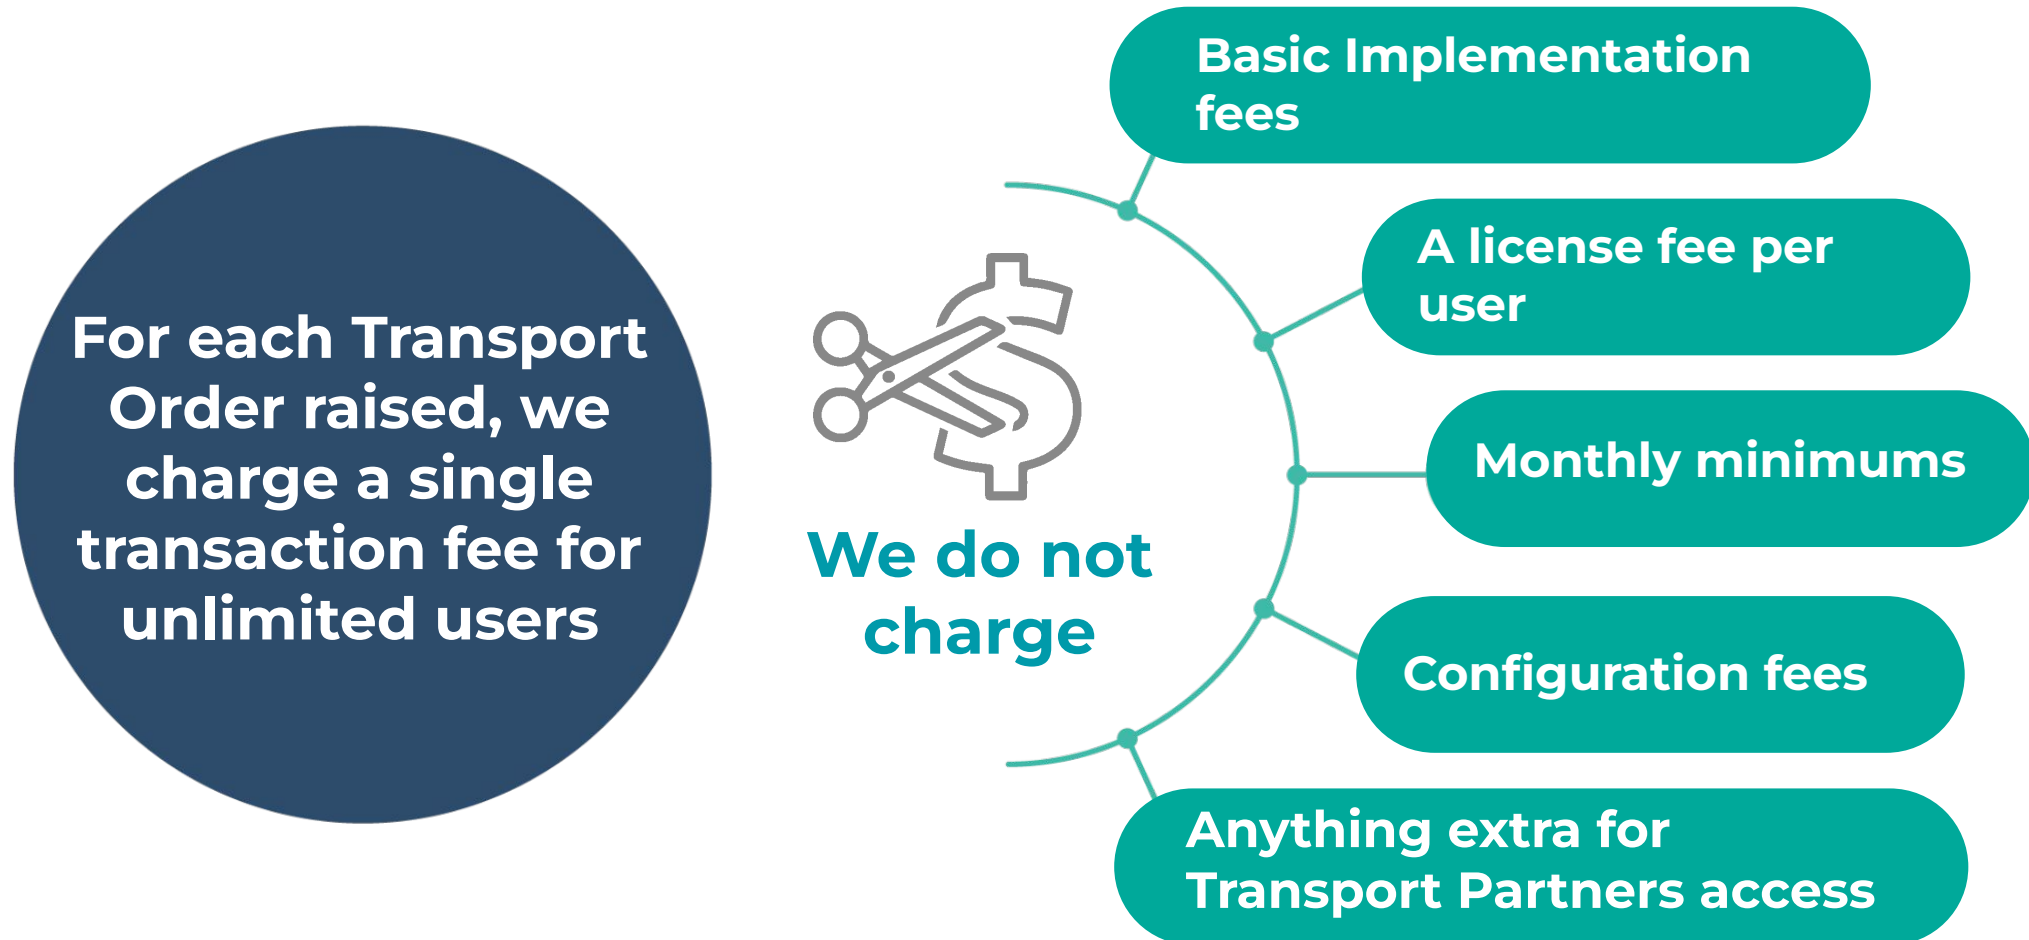 For each Transport
Order raised, we
charge a single
transaction fee for
unlimited users
We do not
charge
Basic Implementation
fees
A license fee per
user
Monthly minimums
Configuration fees
Anything extra for
Transport Partners access